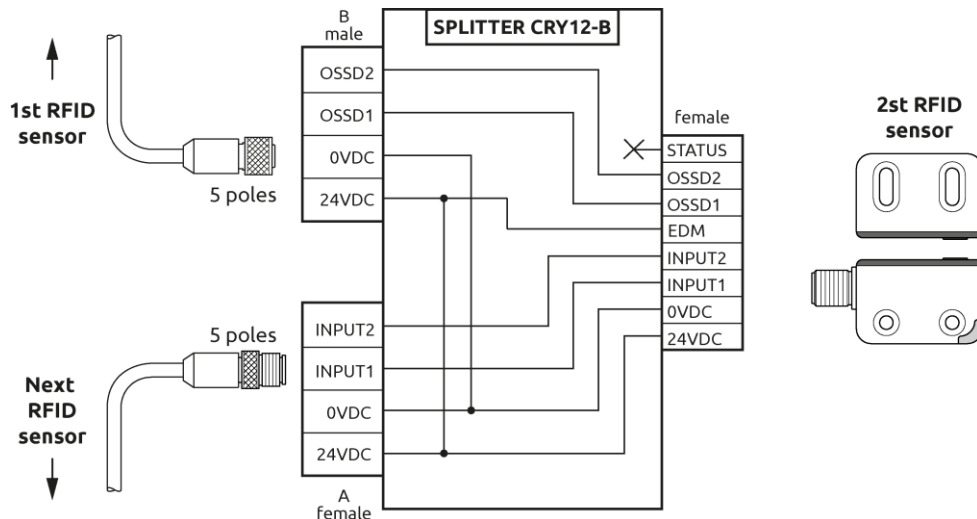 B
male
SPLITTER CRY12-B
OSSD2
OSSD1
0VDC
24VDC
1st RFID
sensor
5 poles
female
STATUS
OSSD2
OSSD1
EDM
INPUT2
INPUT1
0VDC
24VDC
2st RFID
sensor
INPUT2
INPUT1
0VDC
24VDC
5 poles
Next
RFID
sensor
A
female